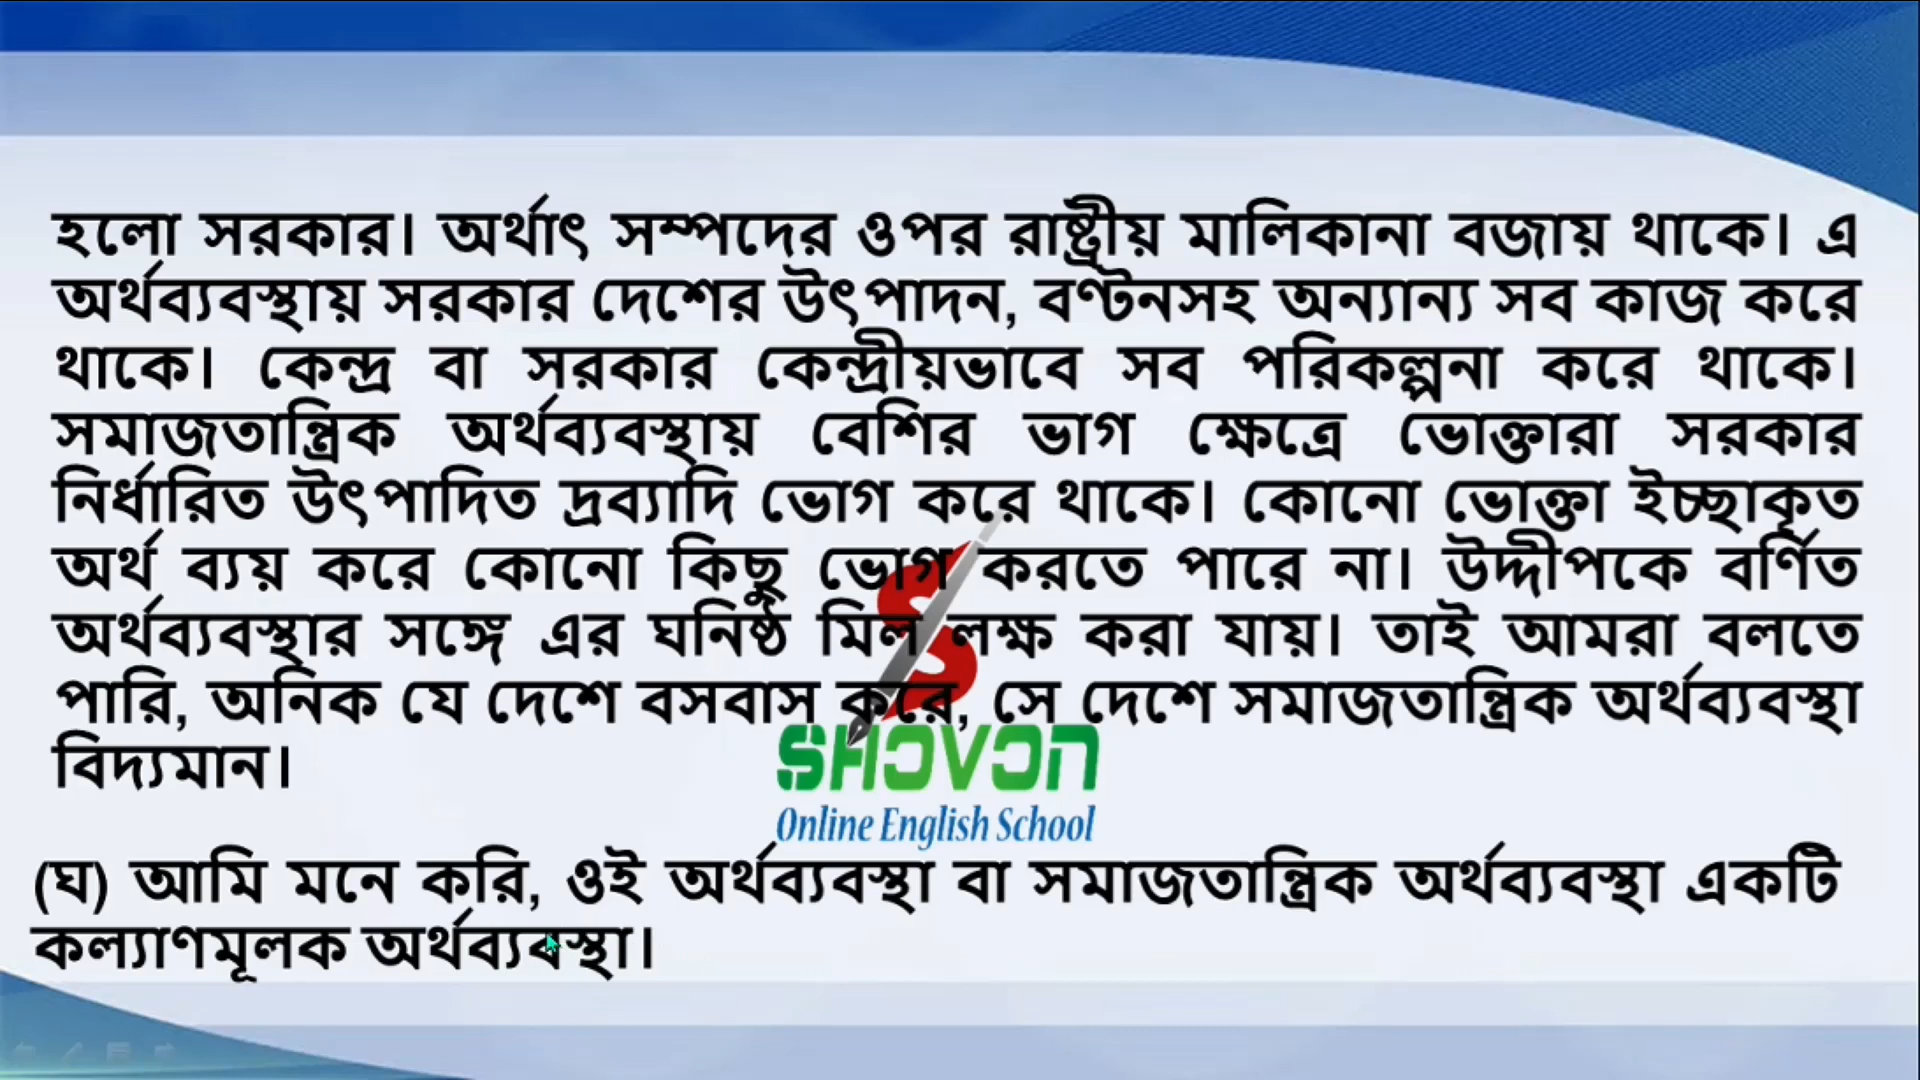 হলো সরকার। অর্থাৎ সম্পদের ওপর রাষ্ট্রীয় মালিকানা বজায় থাকে। এ
অর্থব্যবস্থায় সরকার দেশের উৎপাদন, বণ্টনসহ অন্যান্য সব কাজ করে
থাকে। কেন্দ্র বা সরকার কেন্দ্রীয়ভাবে সব পরিকল্পনা করে থাকে।
সমাজতান্ত্রিক অর্থব্যবস্থায় বেশির ভাগ ক্ষেত্রে ভোক্তারা সরকার
নির্ধারিত উৎপাদিত দ্রব্যাদি ভোগ করে থাকে। কোনো ভোক্তা ইচ্ছাকৃত
অর্থ ব্যয় করে কোনো কিছু ভোগ করতে পারে না। উদ্দীপকে বর্ণিত
অর্থব্যবস্থার সঙ্গে এর ঘনিষ্ঠ মিল লক্ষ করা যায়। তাই আমরা বলতে
পারি, অনিক যে দেশে বসবাস করে, সে দেশে সমাজতান্ত্রিক অর্থব্যবস্থা
বিদ্যমান।
SHOVON
Online English School
(ঘ) আমি মনে করি, ওই অর্থব্যবস্থা বা সমাজতান্ত্রিক অর্থব্যবস্থা একটি
কল্যাণমূলক অর্থব্যবস্থা।